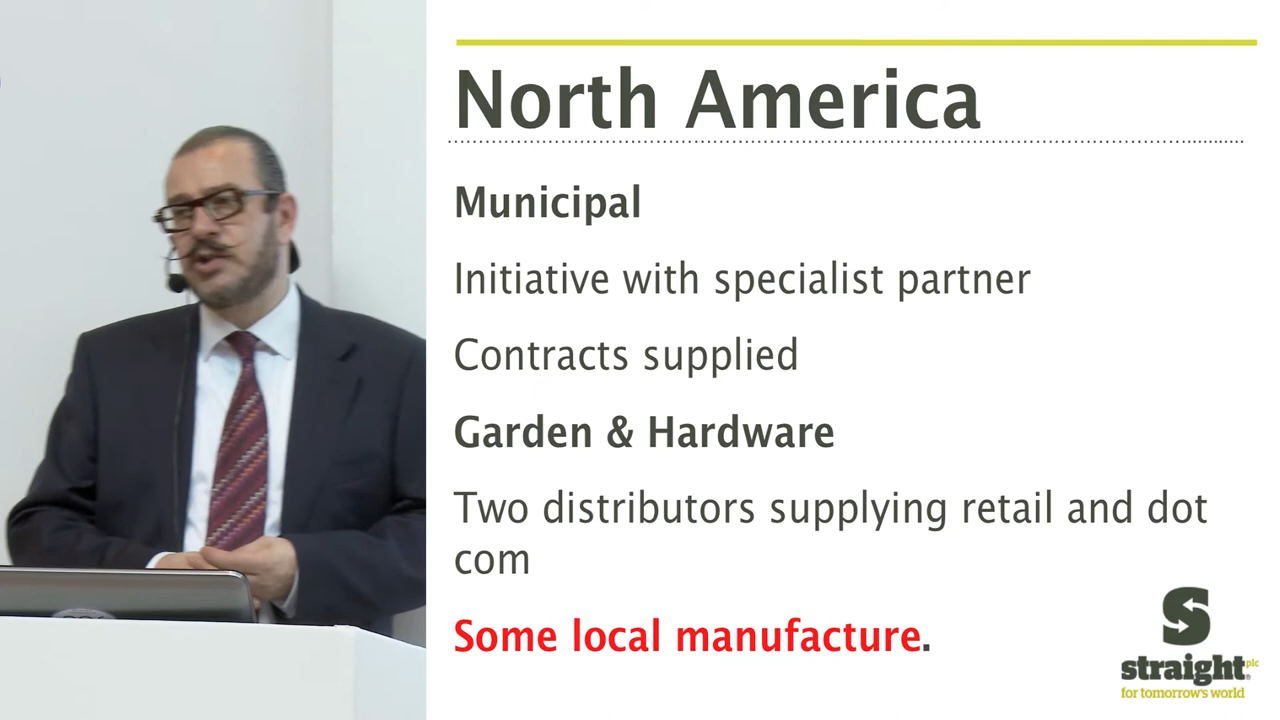 North America
Municipal
Initiative with specialist partner
Contracts supplied
Garden & Hardware
Two distributors supplying retail and dot
com
Some local manufacture.
straight plc
for tomorrow's world